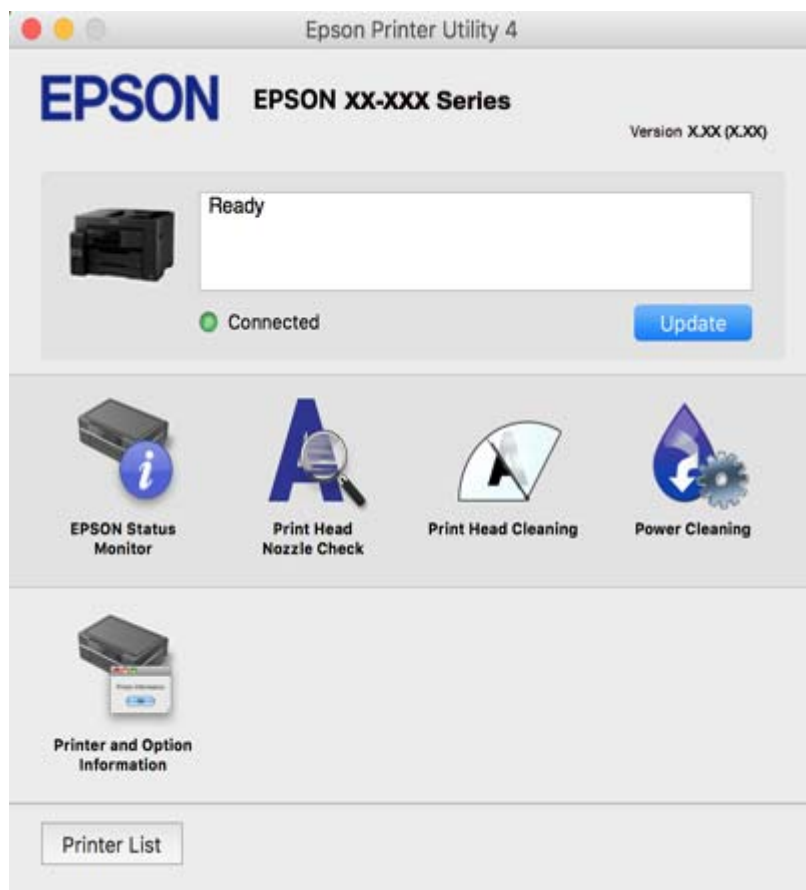 Epson Printer Utility 4
EPSON
EPSON XX-XXX Series
Version X.XX (X.XX)
Ready
Connected
Update
EPSON Status
Monitor
Print Head
Nozzle Check
Print Head Cleaning
Power Cleaning
Printer and Option
Information
Printer List